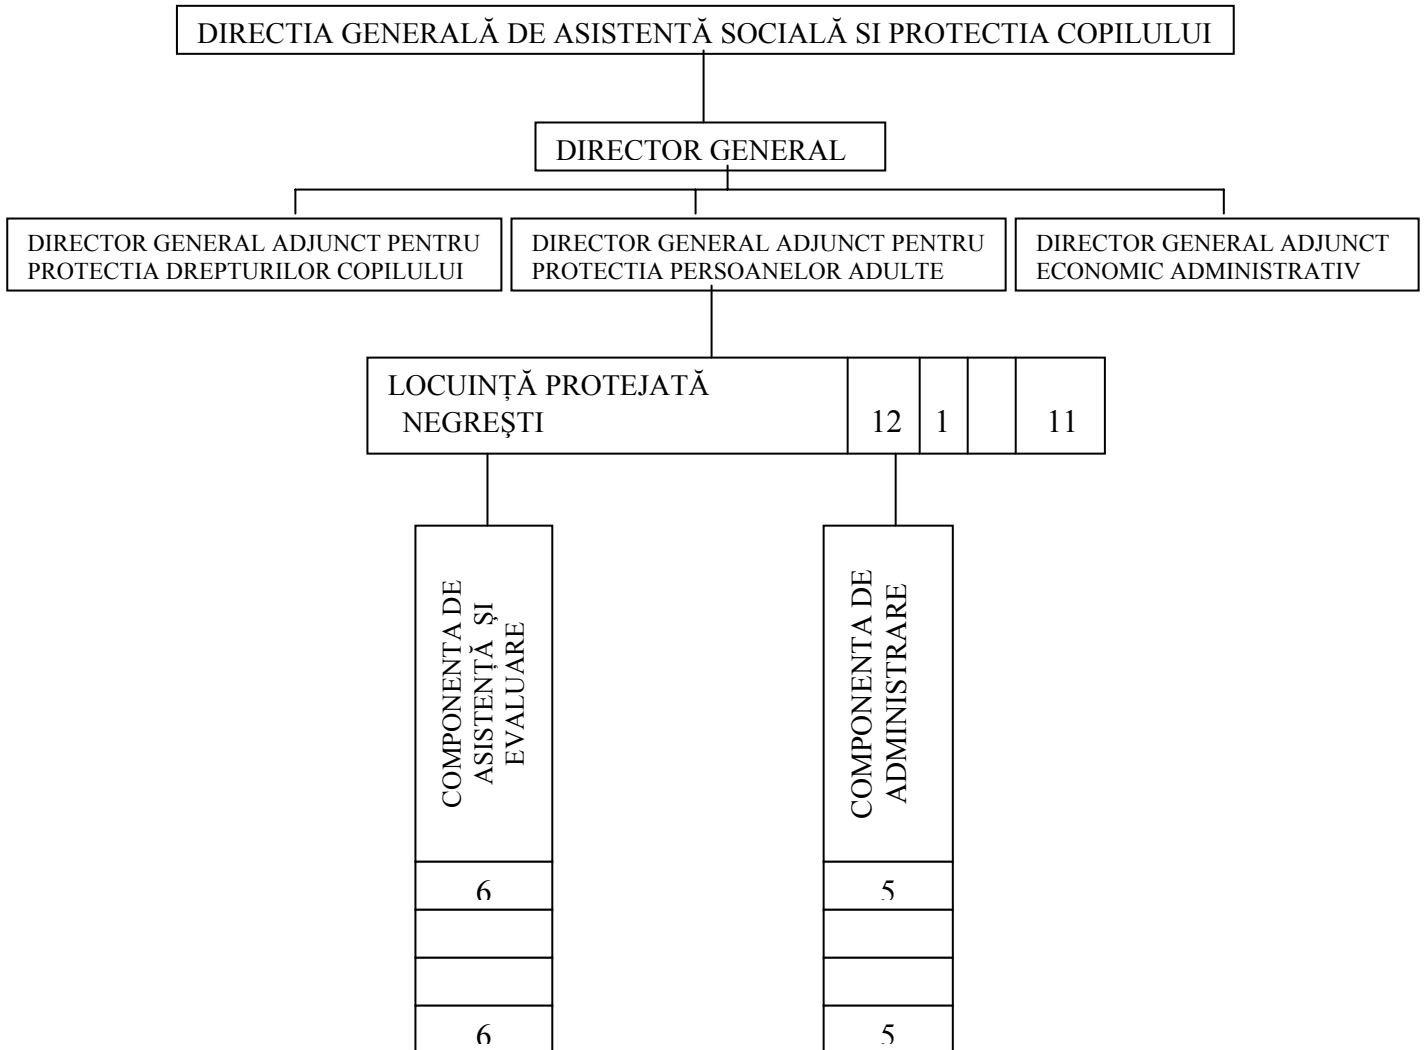 DIRECTIA GENERALĂ DE ASISTENTĂ SOCIALĂ SI PROTECTIA COPILULUI
DIRECTOR GENERAL
DIRECTOR GENERAL ADJUNCT PENTRU
PROTECTIA DREPTURILOR COPILULUI
DIRECTOR GENERAL ADJUNCT PENTRU
PROTECTIA PERSOANELOR ADULTE
DIRECTOR GENERAL ADJUNCT
ECONOMIC ADMINISTRATIV
LOCUINȚĂ PROTEJATĂ
NEGREŞTI
12
1
11
COMPONENTA DE
ASISTENȚĂ ŞI
EVALUARE
6
6
COMPONENTA DE
ADMINISTRARE
5
5